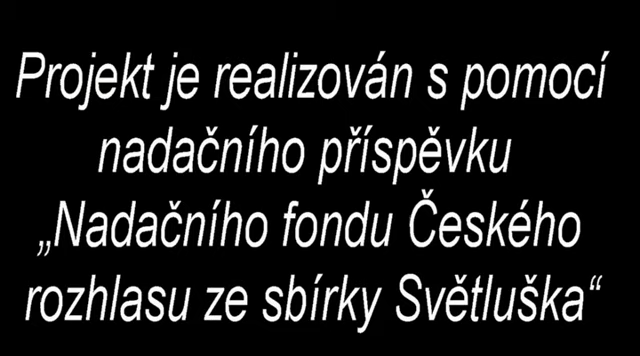 Projekt je realizován s pomocí
nadačního příspěvku
„Nadačního fondu Českého
rozhlasu ze sbírky Světluška“